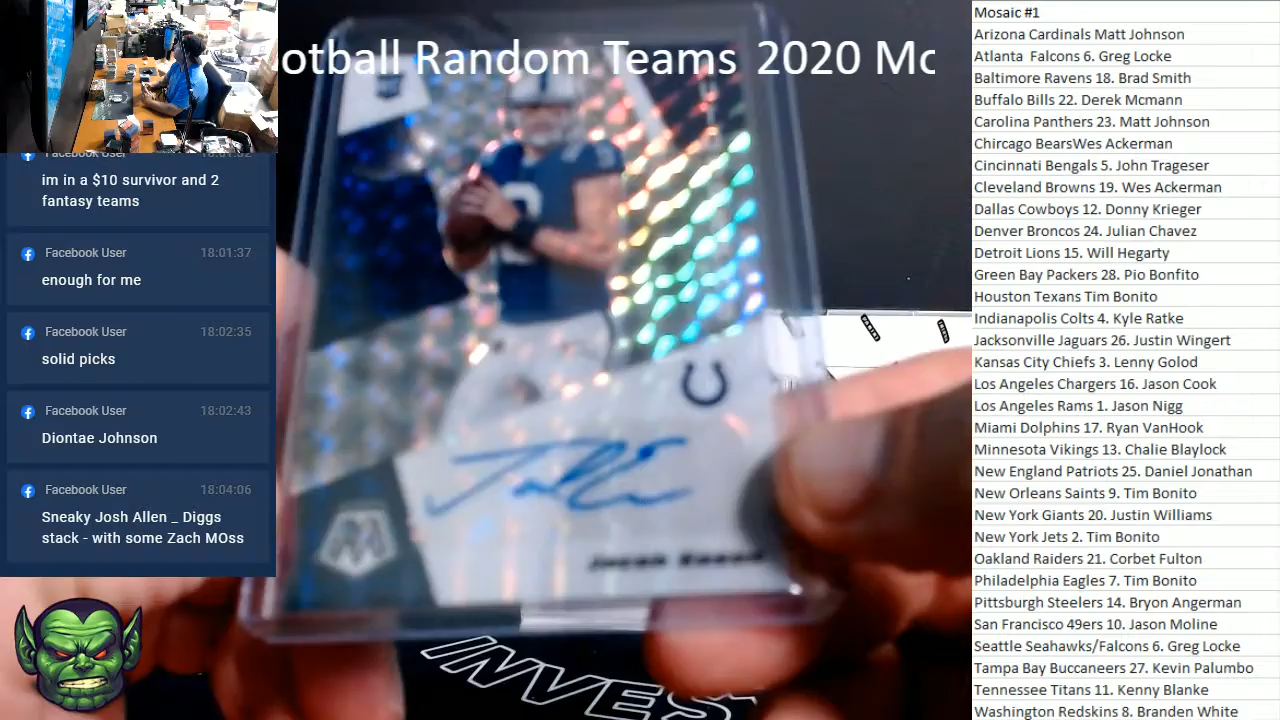 otball Random Teams 2020 Mo
Facebook User
im in a $10 survivor and 2
fantasy teams
Facebook User 18:01:37
enough for me
Facebook User 18:02:35
solid picks
Facebook User 18:02:43
Diontae Johnson
Facebook User 18:04:06
Sneaky Josh Allen _ Diggs
stack - with some Zach MOss
INVES
Mosaic #1
Arizona Cardinals Matt Johnson
Atlanta Falcons 6. Greg Locke
Baltimore Ravens 18. Brad Smith
Buffalo Bills 22. Derek Mcmann
Carolina Panthers 23. Matt Johnson
Chircago BearsWes Ackerman
Cincinnati Bengals 5. John Trageser
Cleveland Browns 19. Wes Ackerman
Dallas Cowboys 12. Donny Krieger
Denver Broncos 24. Julian Chavez
Detroit Lions 15. Will Hegarty
Green Bay Packers 28. Pio Bonfito
Houston Texans Tim Bonito
Indianapolis Colts 4. Kyle Ratke
Jacksonville Jaguars 26. Justin Wingert
Kansas City Chiefs 3. Lenny Golod
Los Angeles Chargers 16. Jason Cook
Los Angeles Rams 1. Jason Nigg
Miami Dolphins 17. Ryan VanHook
Minnesota Vikings 13. Chalie Blaylock
New England Patriots 25. Daniel Jonathan
New Orleans Saints 9. Tim Bonito
New York Giants 20. Justin Williams
New York Jets 2. Tim Bonito
Oakland Raiders 21. Corbet Fulton
Philadelphia Eagles 7. Tim Bonito
Pittsburgh Steelers 14. Bryon Angerman
San Francisco 49ers 10. Jason Moline
Seattle Seahawks/Falcons 6. Greg Locke
Tampa Bay Buccaneers 27. Kevin Palumbo
Tennessee Titans 11. Kenny Blanke
Washington Redskins 8. Branden White